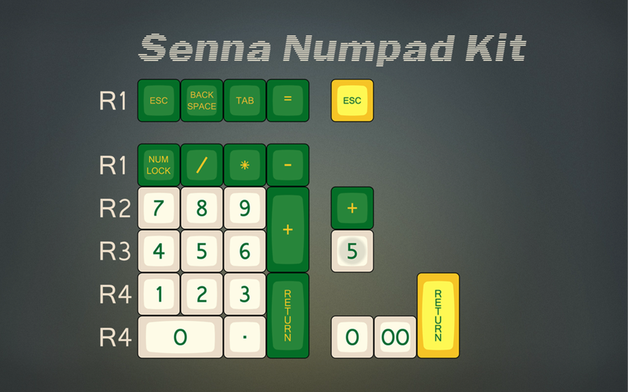 Senna Numpad Kit
R1 ESC BACK SPACE TAB = ESC
R1 NUM LOCK / * -
R2 7 8 9 + +
R3 4 5 6 5
R4 1 2 3 RETURN RETURN
R4 0 . 0 00